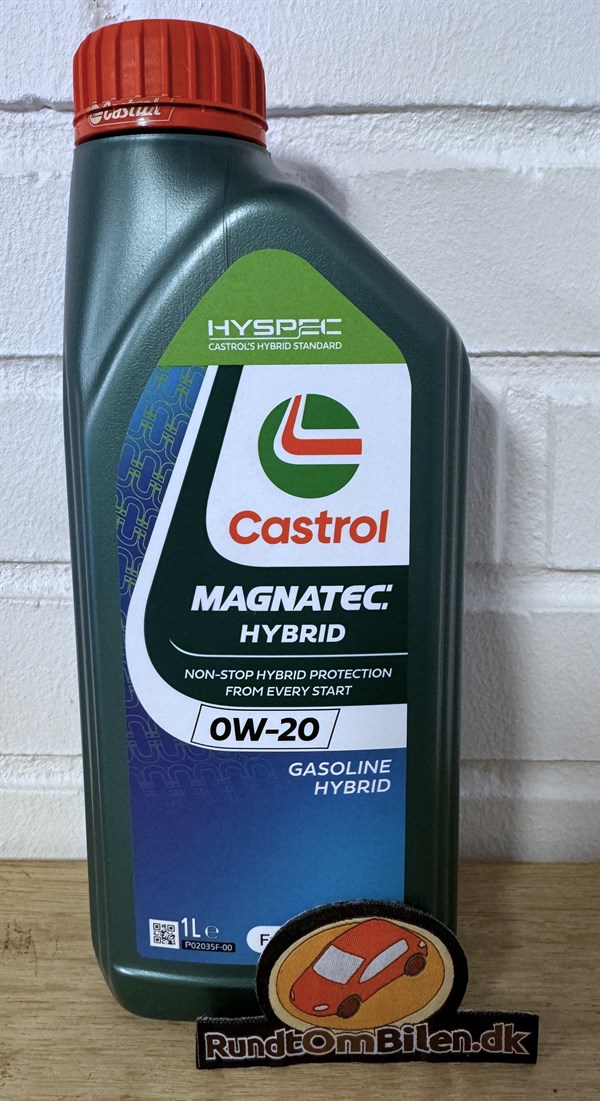 Castrol
HYSPEC
CASTROL'S HYBRID STANDARD
Castrol
MAGNATEC
HYBRID
NON-STOP HYBRID PROTECTION
FROM EVERY START
0W-20
GASOLINE
HYBRID
1L e
P02035F-00
RundtOmBilen.dk